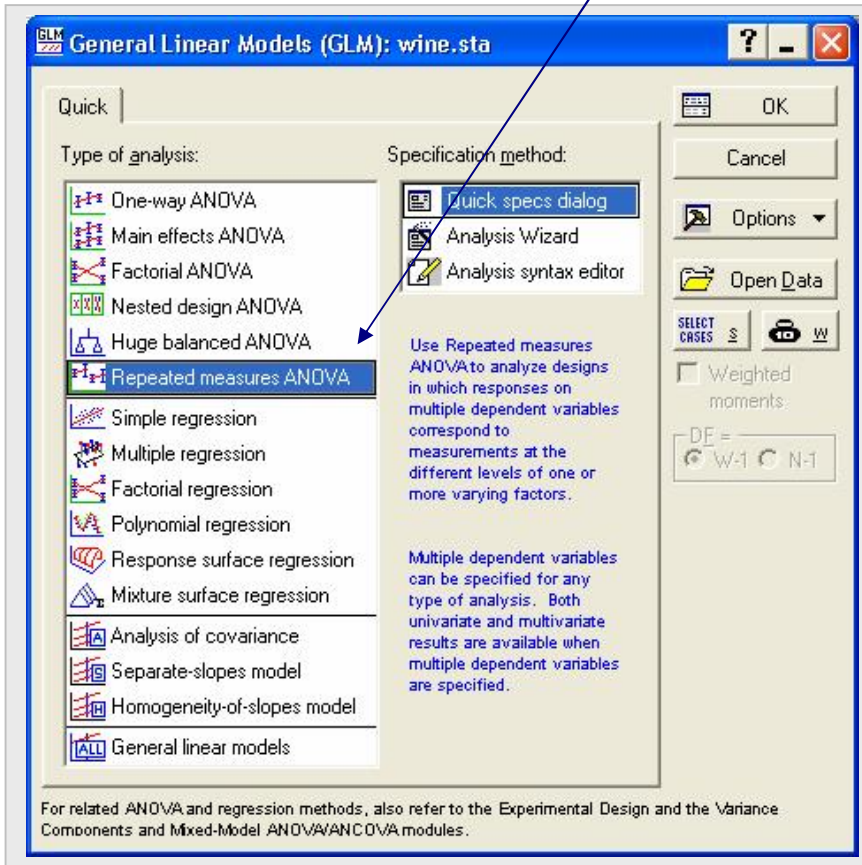 GLM General Linear Models (GLM): wine.sta
Quick
Type of analysis:
One-way ANOVA
Main effects ANOVA
Factorial ANOVA
Nested design ANOVA
Huge balanced ANOVA
Repeated measures ANOVA
Simple regression
Multiple regression
Factorial regression
Polynomial regression
Response surface regression
Mixture surface regression
Analysis of covariance
Separate-slopes model
Homogeneity-of-slopes model
General linear models
Specification method:
Quick specs dialog
Analysis Wizard
Analysis syntax editor
Use Repeated measures
ANOVA to analyze designs
in which responses on
multiple dependent variables
correspond to
measurements at the
different levels of one or
more varying factors.
Multiple dependent variables
can be specified for any
type of analysis. Both
univariate and multivariate
results are available when
multiple dependent variables
are specified.
OK
Cancel
Options
Open Data
SELECT CASES S
W
Weighted
moments
DF =
W-1 N-1
For related ANOVA and regression methods, also refer to the Experimental Design and the Variance
Components and Mixed-Model ANOVA/ANCOVA modules.